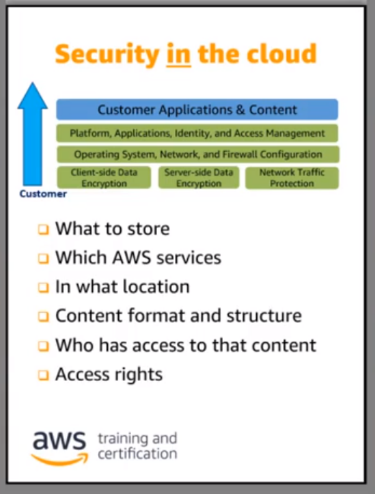 Security in the cloud
Customer Applications & Content
Platform, Applications, Identity, and Access Management
Operating System, Network, and Firewall Configuration
Client-side Data
Encryption
Server-side Data
Encryption
Network Traffic
Protection
Customer
What to store
Which AWS services
In what location
Content format and structure
Who has access to that content
Access rights
aws
training and
certification